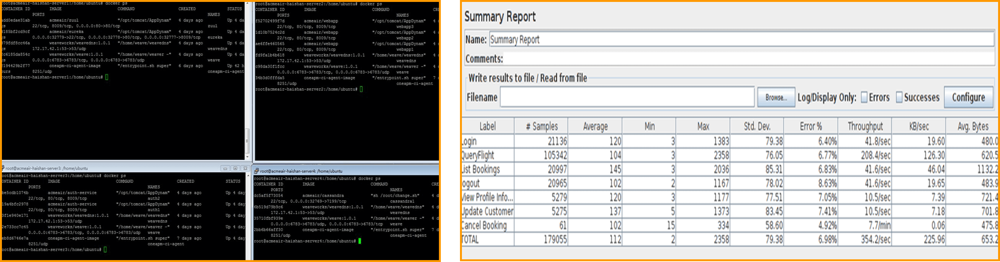 root@acmeair-haishan-server1:/home/ubuntu# docker ps
CONTAINER ID IMAGE COMMAND CREATED STATUS
PORTS NAMES
add0edae31ab acmeair/zuul "/opt/tomcat/AppDynam" 4 days ago Up 4 da
ys 22/tcp, 8009/tcp, 0.0.0.0:80->80/tcp zuul
4185bf2cd9cf acmeair/eureka "/opt/tomcat/AppDynam" 4 days ago Up 4 da
ys 0.0.0.0:32779->22/tcp, 0.0.0.0:32778->80/tcp, 0.0.0.0:32777->8009/tcp eureka
379fdf8cc46a weaveworks/weavedns:1.0.1 "/home/weave/weavedns" 4 days ago Up 4 da
ys 172.17.42.1:53->53/udp weavedns
2c6185da854c weaveworks/weave:1.0.1 "/home/weave/weaver -" 4 days ago Up 4 da
ys 0.0.0.0:6783->6783/tcp, 0.0.0.0:6783->6783/udp weave
2194429b2f77 oneapm-ci-agent-image "/entrypoint.sh super" 6 days ago Up 42 h
ours 8251/udp oneapm-ci-agent
root@acmeair-haishan-server1:/home/ubuntu#
root@acmeair-haishan-server2:/home/ubuntu# docker ps
CONTAINER ID IMAGE COMMAND CR
PORTS NAMES
f52702499f7d acmeair/webapp "/opt/tomcat/AppDynam" 4
22/tcp, 80/tcp, 8009/tcp webapp3
1d10b7524c2d acmeair/webapp "/opt/tomcat/AppDynam" 4
22/tcp, 80/tcp, 8009/tcp webapp2
ae6ffe460565 acmeair/webapp "/opt/tomcat/AppDynam" 4
22/tcp, 80/tcp, 8009/tcp webapp1
fd9fa1b4b618 weaveworks/weavedns:1.0.1 "/home/weave/weavedns" 4
172.17.42.1:53->53/udp weavedns
c98da30f1fcc weaveworks/weave:1.0.1 "/home/weave/weaver -" 4
0.0.0.0:6783->6783/tcp, 0.0.0.0:6783->6783/udp weave
34b3d0fffda5 oneapm-ci-agent-image "/entrypoint.sh super" 7
8251/udp oneapm-ci-agent
root@acmeair-haishan-server2:/home/ubuntu#
root@acmeair-haishan-server3: /home/ubuntu
root@acmeair-haishan-server3:/home/ubuntu# docker ps
CONTAINER ID IMAGE COMMAND CREATED STATUS
PORTS NAMES
be5cdb1074b acmeair/auth-service "/opt/tomcat/AppDynam" 4 days ago Up 4 day
22/tcp, 80/tcp, 8009/tcp auth2
19a4bfc2978 acmeair/auth-service "/opt/tomcat/AppDynam" 4 days ago Up 4 day
22/tcp, 80/tcp, 8009/tcp auth1
3f1e940e171 weaveworks/weavedns:1.0.1 "/home/weave/weavedns" 4 days ago Up 4 day
172.17.42.1:53->53/udp weavedns
2e733cc7c45 weaveworks/weave:1.0.1 "/home/weave/weaver -" 4 days ago Up 4 day
0.0.0.0:6783->6783/tcp, 0.0.0.0:6783->6783/udp weave
eb8d6746e7a oneapm-ci-agent-image "/entrypoint.sh super" 7 days ago Up 4 day
8251/udp oneapm-ci-agent
root@acmeair-haishan-server3:/home/ubuntu#
root@acmeair-haishan-server4: /home/ubuntu
root@acmeair-haishan-server4:/home/ubuntu# docker ps
CONTAINER ID IMAGE COMMAND CRE
PORTS NAMES
dc5af5f73054 acmeair/cassandra "sh /root/change.sh" 4 d
22/tcp, 0.0.0.0:32769->7199/tcp cassandra1
6b519d79b9c6 weaveworks/weavedns:1.0.1 "/home/weave/weavedns" 4 d
172.17.42.1:53->53/udp weavedns
35710fbf939e weaveworks/weave:1.0.1 "/home/weave/weaver -" 4 d
0.0.0.0:6783->6783/udp, 0.0.0.0:6783->6783/tcp weave
2bb6b66aff30 oneapm-ci-agent-image "/entrypoint.sh super" 7 d
8251/udp oneapm-ci-agent
root@acmeair-haishan-server4:/home/ubuntu#
Summary Report
Name: Summary Report
Comments:
Write results to file / Read from file
Filename Browse... Log/Display Only: Errors Successes Configure
Label # Samples Average Min Max Std. Dev. Error % Throughput KB/sec Avg. Bytes
Login 21136 120 3 1383 79.38 6.40% 41.8/sec 19.60 480.0
QueryFlight 105342 104 3 2358 76.05 6.77% 208.4/sec 126.30 620.5
List Bookings 20997 145 3 2036 85.31 6.83% 41.6/sec 46.04 1132.2
logout 20965 102 2 1167 78.02 8.63% 41.6/sec 19.65 483.9
View Profile Info... 5279 120 3 1177 77.51 7.05% 10.5/sec 7.39 721.4
Update Customer 5275 137 5 1373 83.45 7.41% 10.5/sec 7.18 701.8
Cancel Booking 61 102 15 334 58.60 4.92% 7.7/min 0.06 475.8
TOTAL 179055 112 2 2358 79.38 6.98% 354.2/sec 225.96 653.2